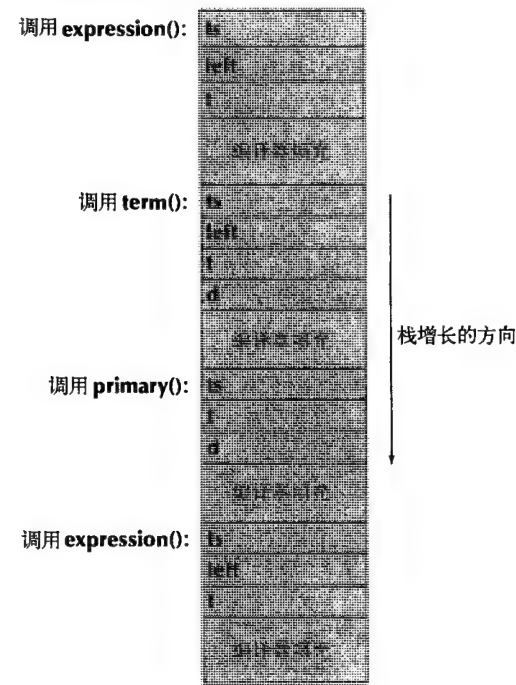 调用 expression(): ts
left
t
调用 term(): ts
left
t
d
栈增长的方向
调用 primary(): ts
t
d
调用 expression(): ts
left
t